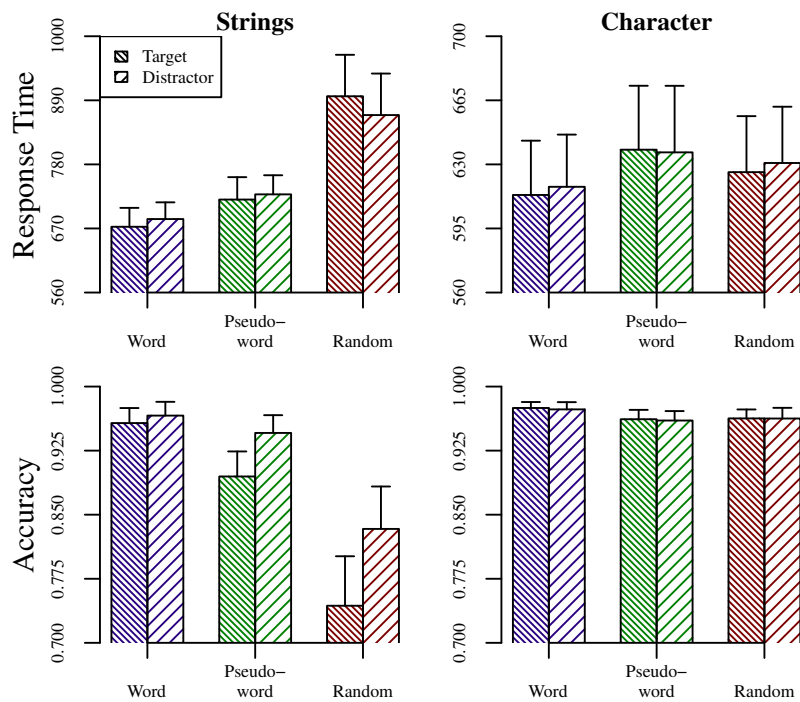 Strings
Character
Response Time
1000
890
780
670
560
Target
Distractor
Word
Pseudo−
word
Random
700
665
630
595
560
Word
Pseudo−
word
Random
Accuracy
1.000
0.925
0.850
0.775
0.700
Word
Pseudo−
word
Random
1.000
0.925
0.850
0.775
0.700
Word
Pseudo−
word
Random